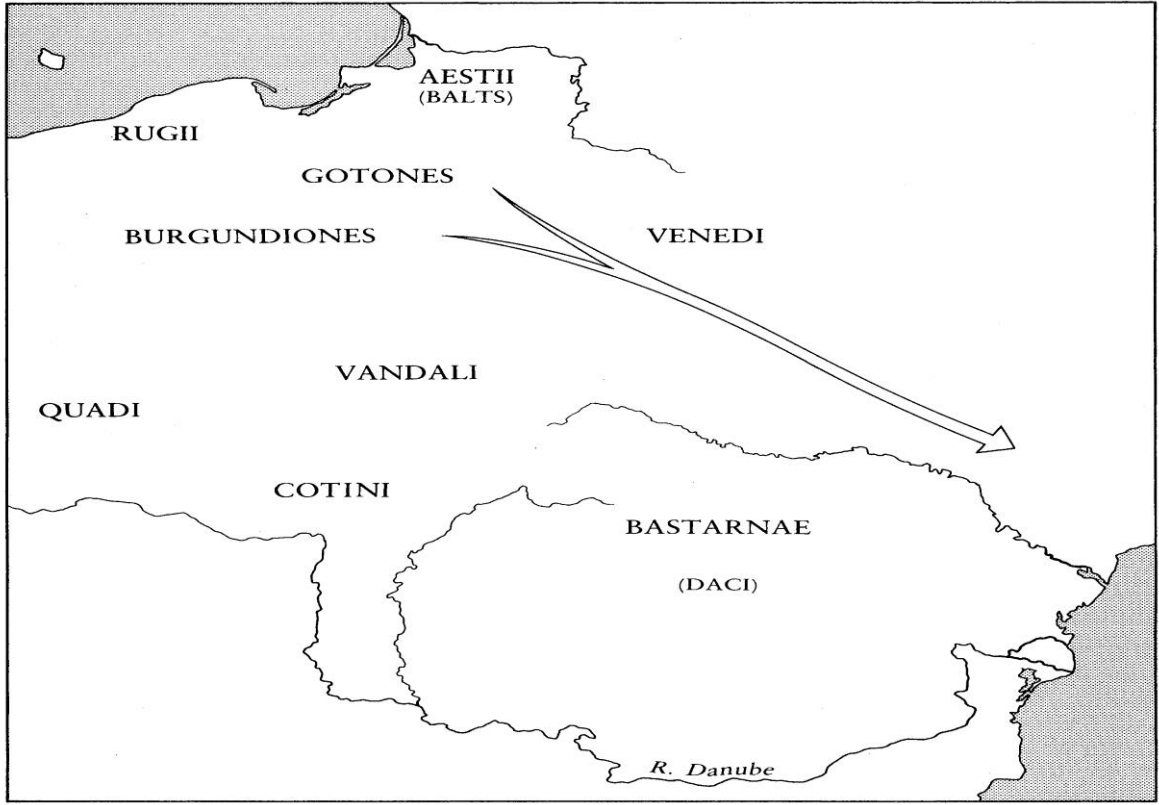 AESTII
(BALTS)
RUGII
GOTONES
BURGUNDIONES
VENEDI
VANDALI
QUADI
COTINI
BASTARNAE
(DACI)
R. Danube